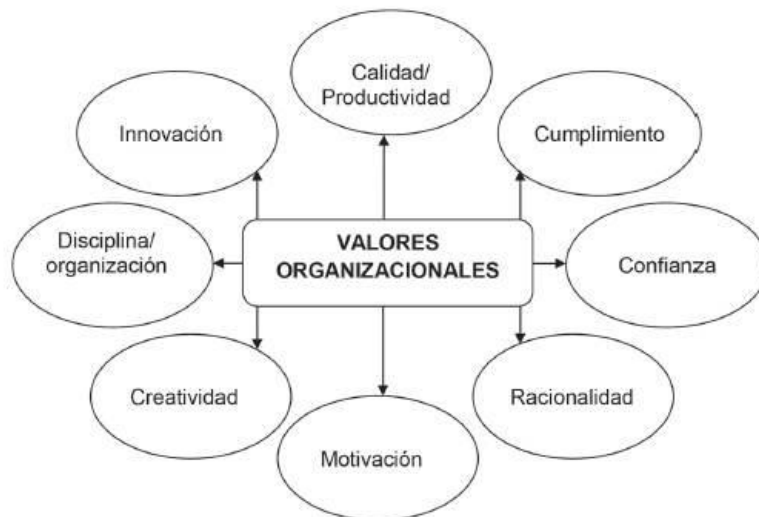 Calidad/
Productividad
Innovación
Cumplimiento
Disciplina/
organización
VALORES
ORGANIZACIONALES
Confianza
Creatividad
Racionalidad
Motivación